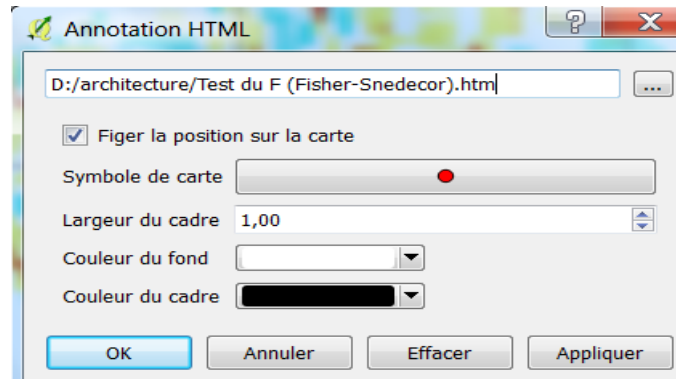 Annotation HTML
D:/architecture/Test du F (Fisher-Snedecor).htm
...
Figer la position sur la carte
Symbole de carte
Largeur du cadre 1,00
Couleur du fond
Couleur du cadre
OK Annuler Effacer Appliquer